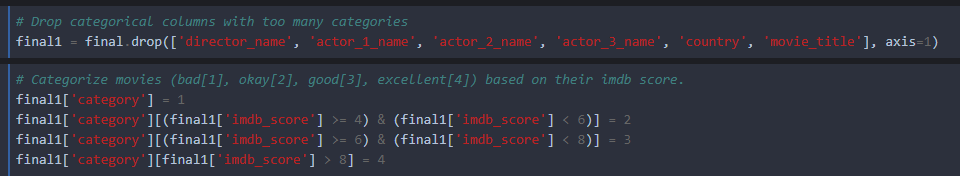 # Drop categorical columns with too many categories
final1 = final.drop(['director_name', 'actor_1_name', 'actor_2_name', 'actor_3_name', 'country', 'movie_title'], axis=1)
# Categorize movies (bad[1], okay[2], good[3], excellent[4]) based on their imdb score.
final1['category'] = 1
final1['category'][(final1['imdb_score'] >= 4) & (final1['imdb_score'] < 6)] = 2
final1['category'][(final1['imdb_score'] >= 6) & (final1['imdb_score'] < 8)] = 3
final1['category'][final1['imdb_score'] > 8] = 4